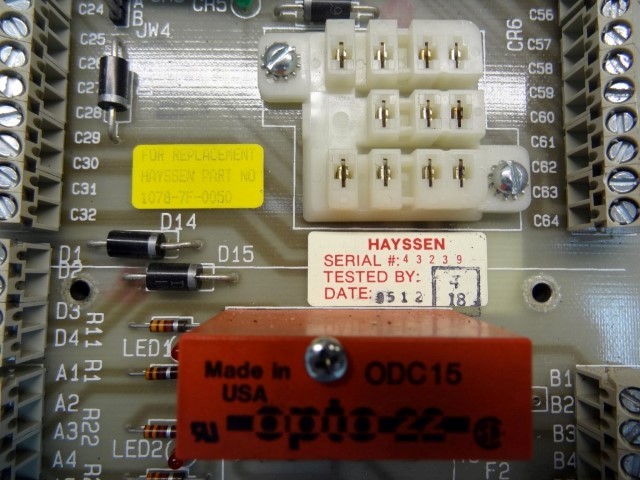 C24
A
CR5
B
JW4
C25
C26
C27
C28
C29
C30
C31
C32
CR6
C56
C57
C58
C59
C60
C61
C62
C63
C64
FOR REPLACEMENT
HAYSSEN PART NO
1078-7F-0050
D14
D15
D1
D2
D3
D4
R11
R1
LED1
A1
A2
A3
A4
R22
LED2
HAYSSEN
SERIAL #: 43239
TESTED BY:
DATE: 0512
18
Made in
USA
ODC15
opto 22
B1
B2
B3
B4
F2